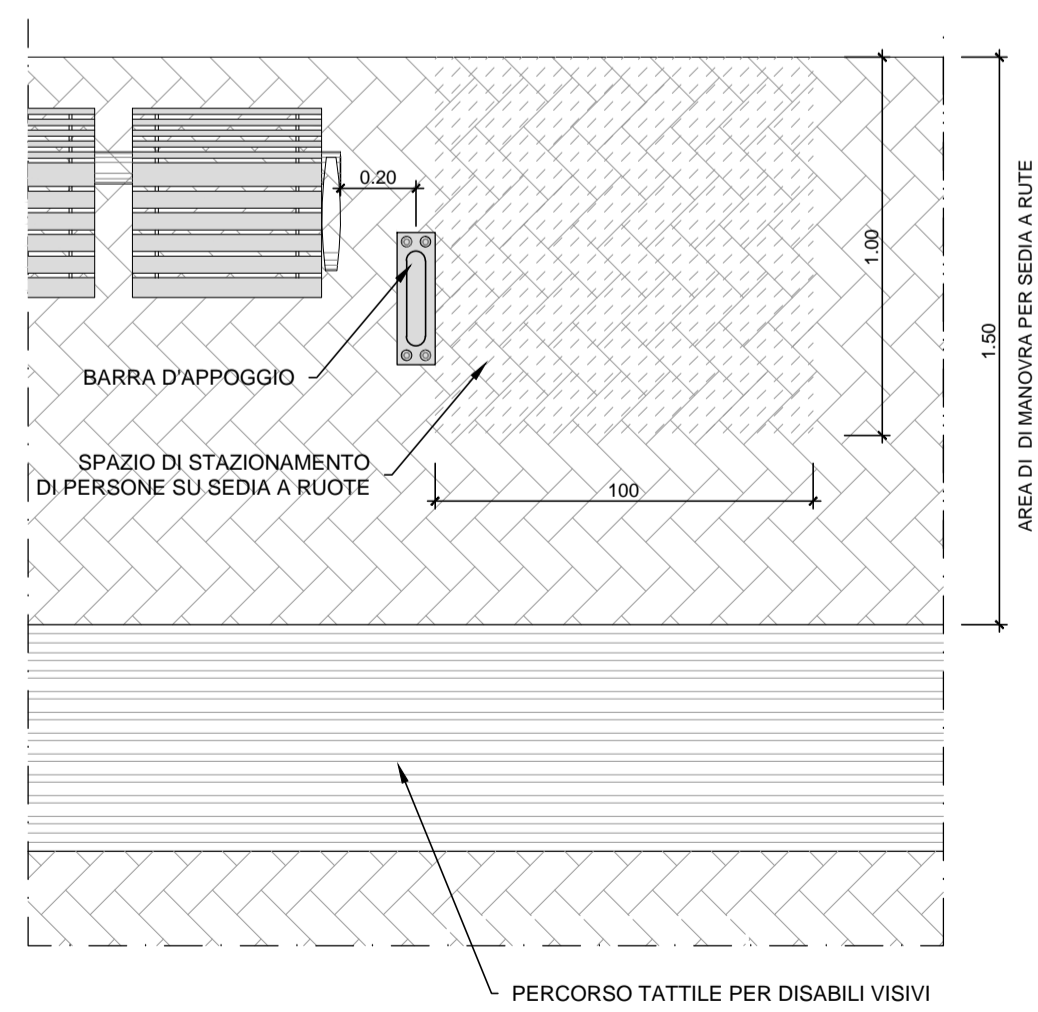 0.20
1.00
1.50
AREA DI  DI MANOVRA PER SEDIA A RUTE
BARRA D'APPOGGIO
SPAZIO DI STAZIONAMENTO
DI PERSONE SU SEDIA A RUOTE
100
PERCORSO TATTILE PER DISABILI VISIVI